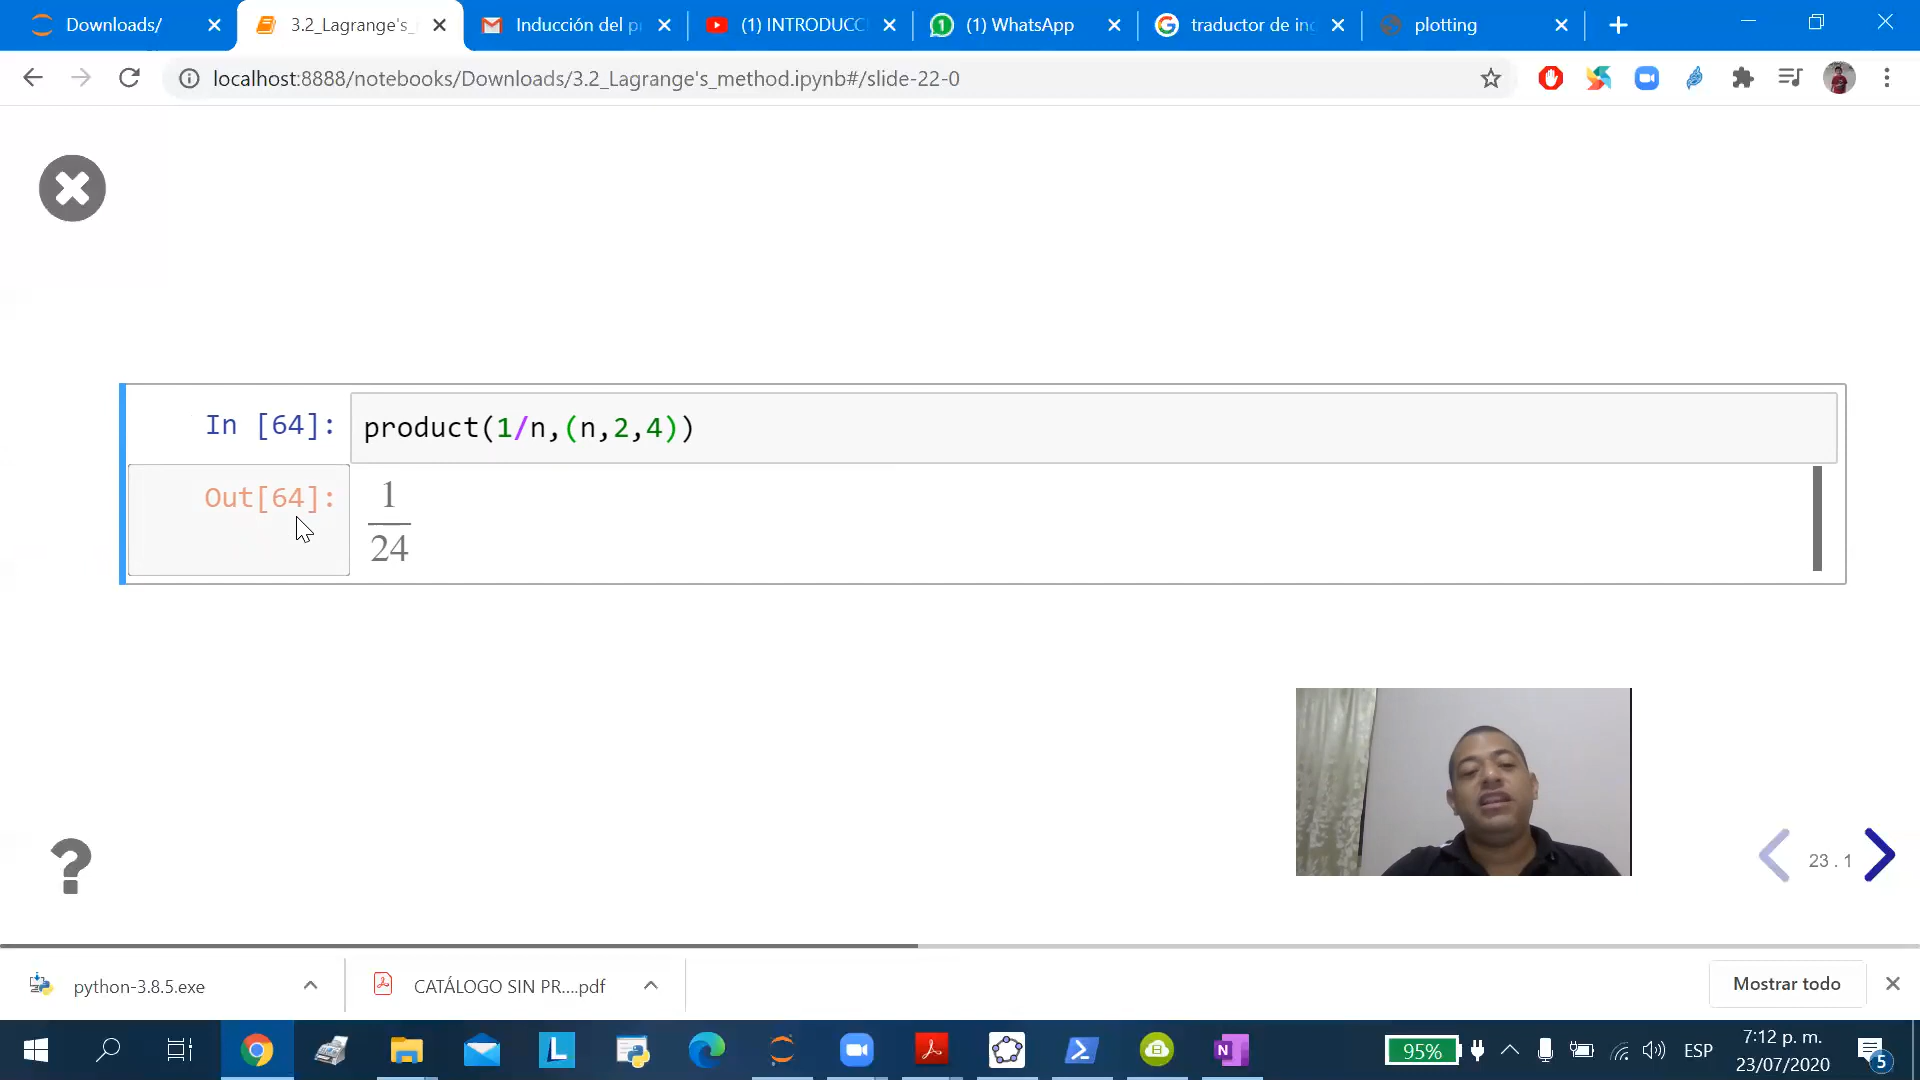 Downloads/
3.2_Lagrange's_
Inducción del p
(1) INTRODUCC
(1) WhatsApp
traductor de in
plotting
localhost:8888/notebooks/Downloads/3.2_Lagrange's_method.ipynb#/slide-22-0
In [64]: product(1/n,(n,2,4))
Out[64]: 1
24
23 . 1
python-3.8.5.exe
CATÁLOGO SIN PR....pdf
Mostrar todo
95%
ESP
7:12 p. m.
23/07/2020
5